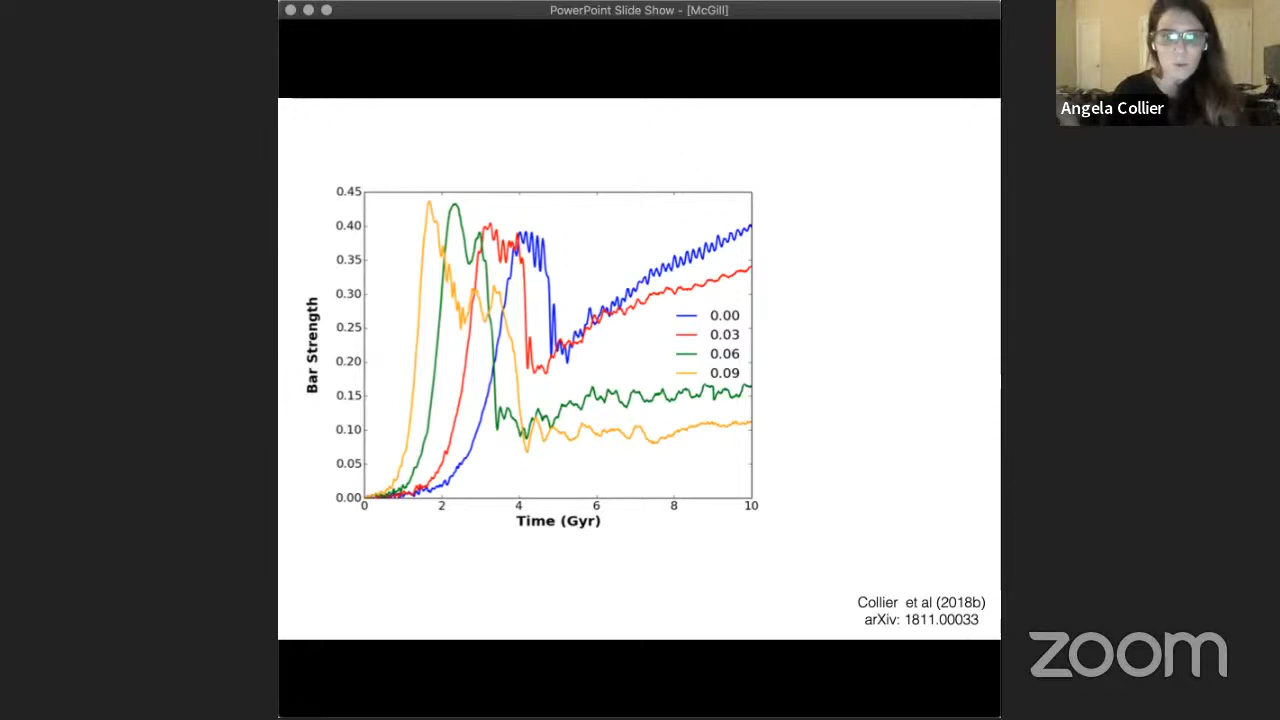 PowerPoint Slide Show - [McGill]
Angela Collier
0.45
0.40
0.35
0.30
0.25
0.20
0.15
0.10
0.05
0.00
Bar Strength
0.00
0.03
0.06
0.09
0 2 4 6 8 10
Time (Gyr)
Collier et al (2018b)
arXiv: 1811.00033
zoom